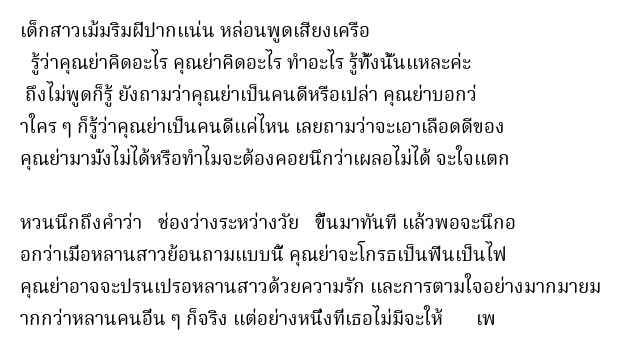 เด็กสาวเม้มริมฝีปากแน่น หล่อนพูดเสียงเครือ
รู้ว่าคุณย่าคิดอะไร คุณย่าคิดอะไร ทำอะไร รู้ทั้งนั้นแหละค่ะ
ถึงไม่พูดก็รู้ ยังถามว่าคุณย่าเป็นคนดีหรือเปล่า คุณย่าบอกว่
าใคร ๆ ก็รู้ว่าคุณย่าเป็นคนดีแค่ไหน เลยถามว่าจะเอาเลือดดีของ
คุณย่ามามั่งไม่ได้หรือทำไมจะต้องคอยนึกว่าเผลอไม่ได้ จะใจแตก
หวนนึกถึงคำว่า ช่องว่างระหว่างวัย ขึ้นมาทันที แล้วพอจะนึกอ
อกว่าเมื่อหลานสาวย้อนถามแบบนี้ คุณย่าจะโกรธเป็นฟืนเป็นไฟ
คุณย่าอาจจะปรนเปรอหลานสาวด้วยความรัก และการตามใจอย่างมากมายม
ากกว่าหลานคนอื่น ๆ ก็จริง แต่อย่างหนึ่งที่เธอไม่มีจะให้ เพ